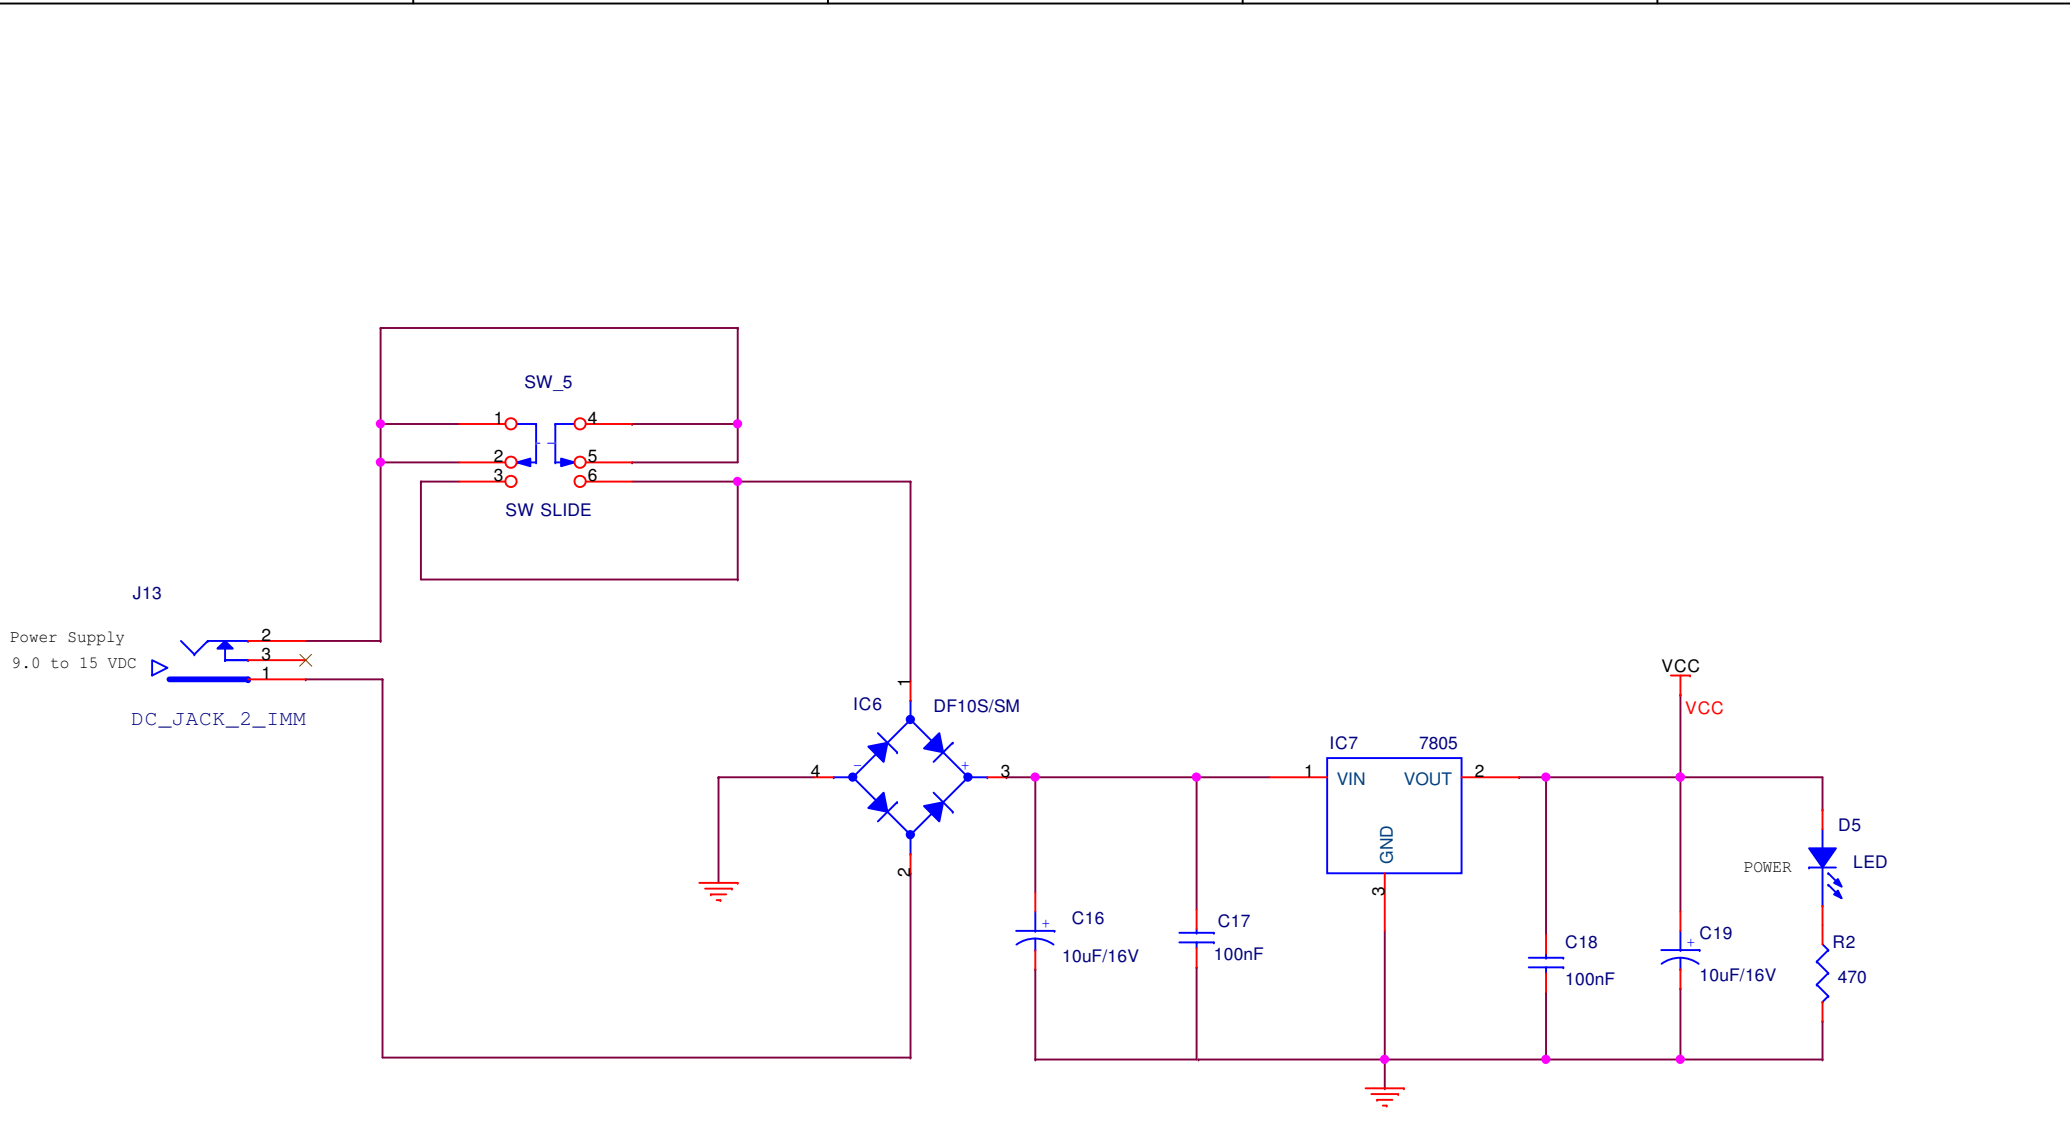 SW_5
1
4
2
5
3
6
SW SLIDE
J13
Power Supply
9.0 to 15 VDC
2
3
1
DC_JACK_2_IMM
1
IC6
DF10S/SM
4
−
+
3
2
IC7
7805
1
VIN
VOUT
2
GND
3
VCC
VCC
D5
POWER
LED
+
C16
10uF/16V
C17
100nF
C18
100nF
+
C19
10uF/16V
R2
470